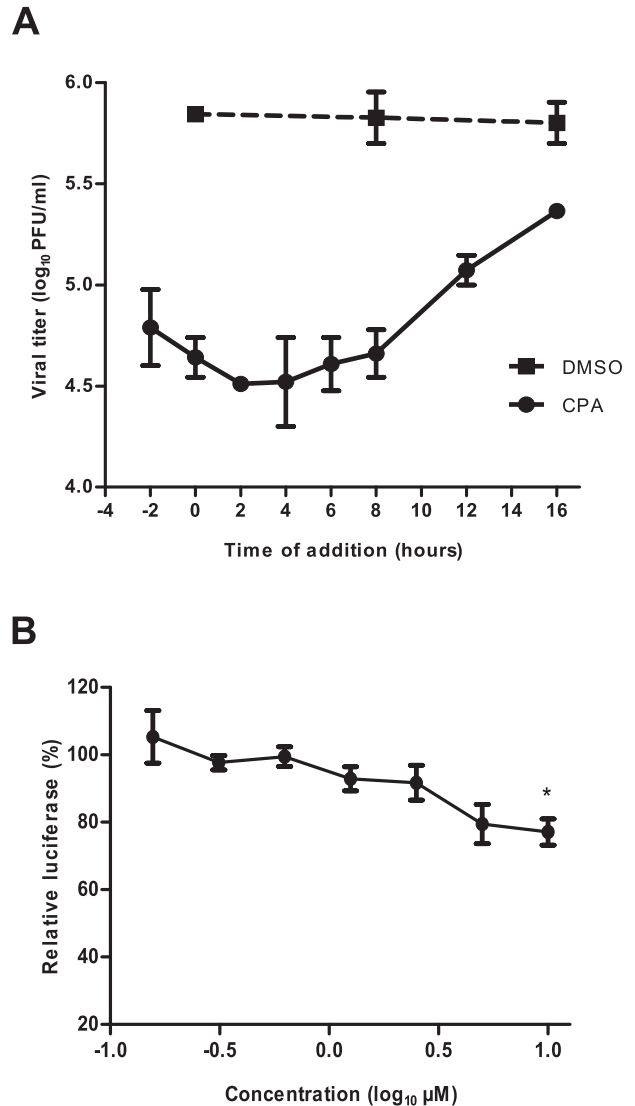 A
6.0
5.5
5.0
4.5
4.0
Viral titer (log10 PFU/ml)
DMSO
CPA
-4 -2 0 2 4 6 8 10 12 14 16
Time of addition (hours)
B
120
100
80
60
40
20
Relative luciferase (%)
*
-1.0 -0.5 0.0 0.5 1.0
Concentration (log10 µM)